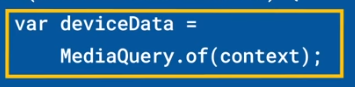 var deviceData =
MediaQuery.of(context);